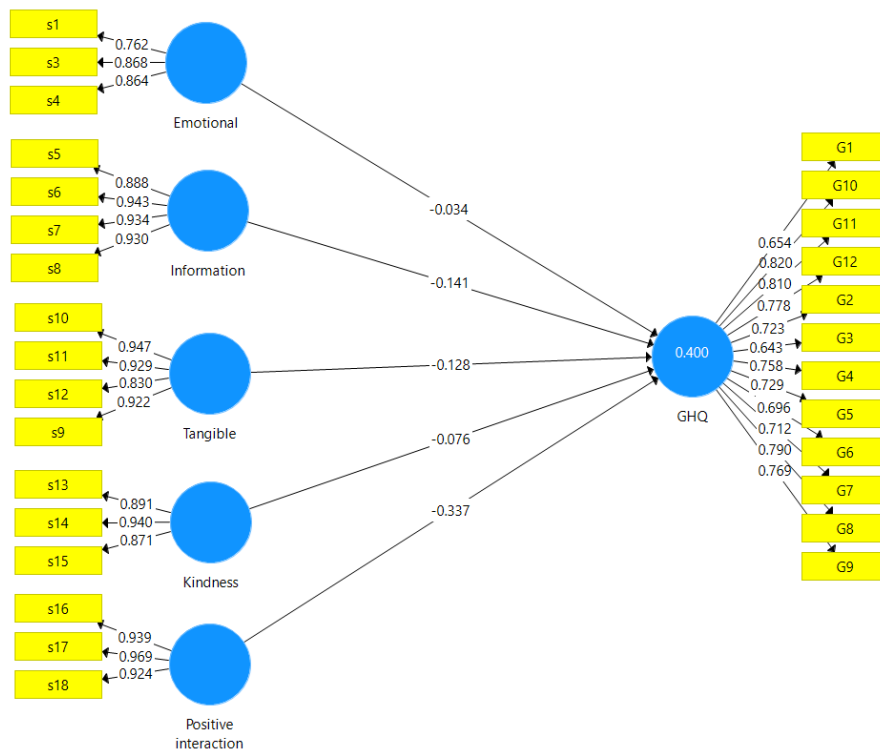 s1
s3
s4
0.762
0.868
0.864
Emotional
s5
s6
s7
s8
0.888
0.943
0.934
0.930
Information
s10
s11
s12
s9
0.947
0.929
0.830
0.922
Tangible
s13
s14
s15
0.891
0.940
0.871
Kindness
s16
s17
s18
0.939
0.969
0.924
Positive
interaction
-0.034
-0.141
-0.128
-0.076
-0.337
0.400
GHQ
0.654
0.820
0.810
0.778
0.723
0.643
0.758
0.729
0.696
0.712
0.790
0.769
G1
G10
G11
G12
G2
G3
G4
G5
G6
G7
G8
G9